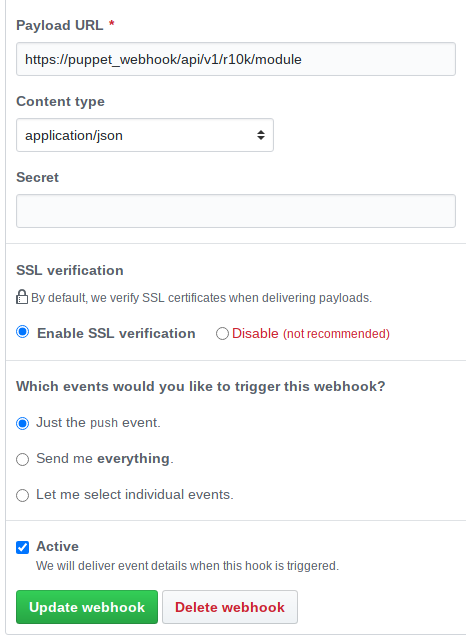 Payload URL *
https://puppet_webhook/api/v1/r10k/module
Content type
application/json
Secret
SSL verification
By default, we verify SSL certificates when delivering payloads.
Enable SSL verification
Disable (not recommended)
Which events would you like to trigger this webhook?
Just the push event.
Send me everything.
Let me select individual events.
Active
We will deliver event details when this hook is triggered.
Update webhook
Delete webhook